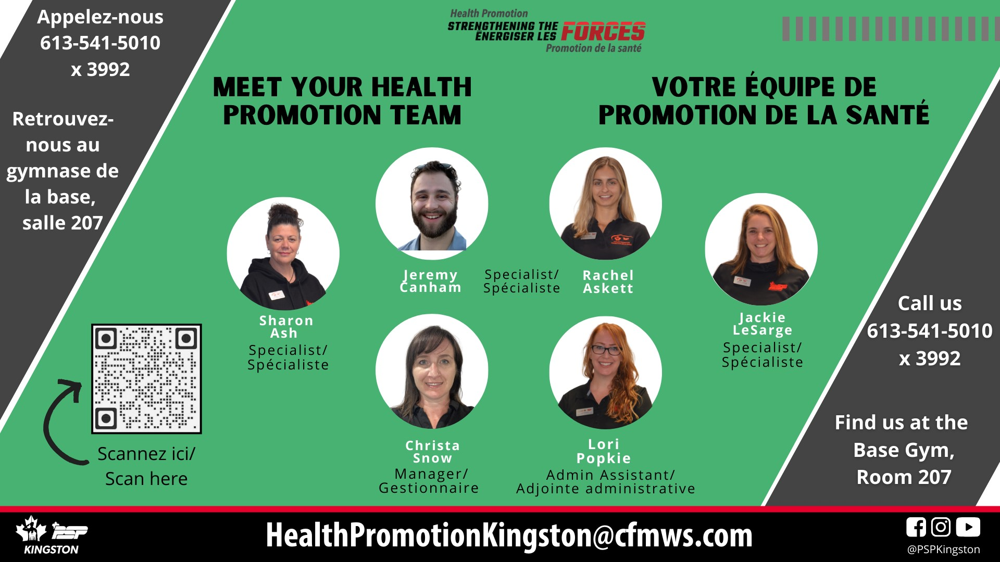 Appelez-nous
613-541-5010
x 3992
Retrouvez-
nous au
gymnase de
la base,
salle 207
Health Promotion
STRENGTHENING THE
ÉNERGISER LES FORCES
Promotion de la santé
MEET YOUR HEALTH
PROMOTION TEAM
VOTRE ÉQUIPE DE
PROMOTION DE LA SANTÉ
Jeremy
Canham
Specialist/
Spécialiste
Rachel
Askett
Sharon
Ash
Specialist/
Spécialiste
Jackie
LeSarge
Specialist/
Spécialiste
Christa
Snow
Manager/
Gestionnaire
Lori
Popkie
Admin Assistant/
Adjointe administrative
Scannez ici/
Scan here
Call us
613-541-5010
x 3992
Find us at the
Base Gym,
Room 207
PSP
KINGSTON
HealthPromotionKingston@cfmws.com
@PSPKingston